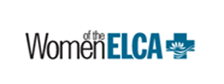 Women of the ELCA